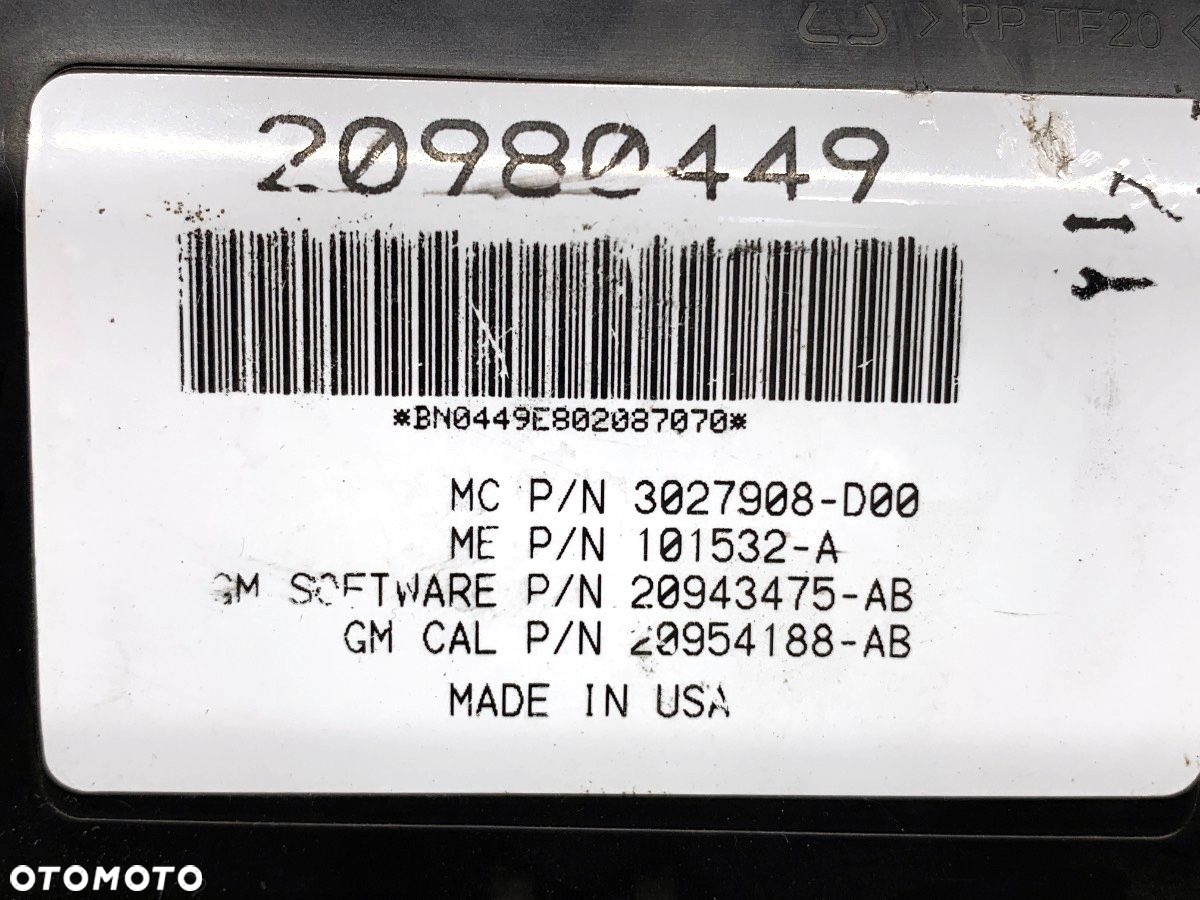 >PP TF20<
20980449
*BN0449E802087070*
MC P/N 3027908-D00
ME P/N 101532-A
GM SOFTWARE P/N 20943475-AB
GM CAL P/N 20954188-AB
MADE IN USA
OTOMOTO